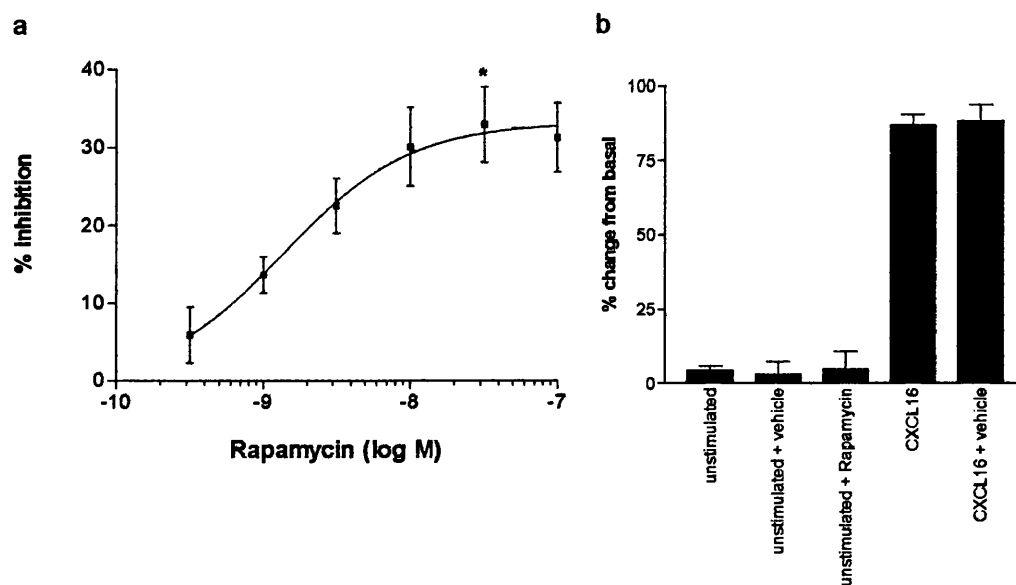 a
40
30
20
10
0
% Inhibition
*
-10
-9
-8
-7
Rapamycin (log M)
b
100
75
50
25
0
% change from basal
unstimulated
unstimulated + vehicle
unstimulated + Rapamycin
CXCL16
CXCL16 + vehicle